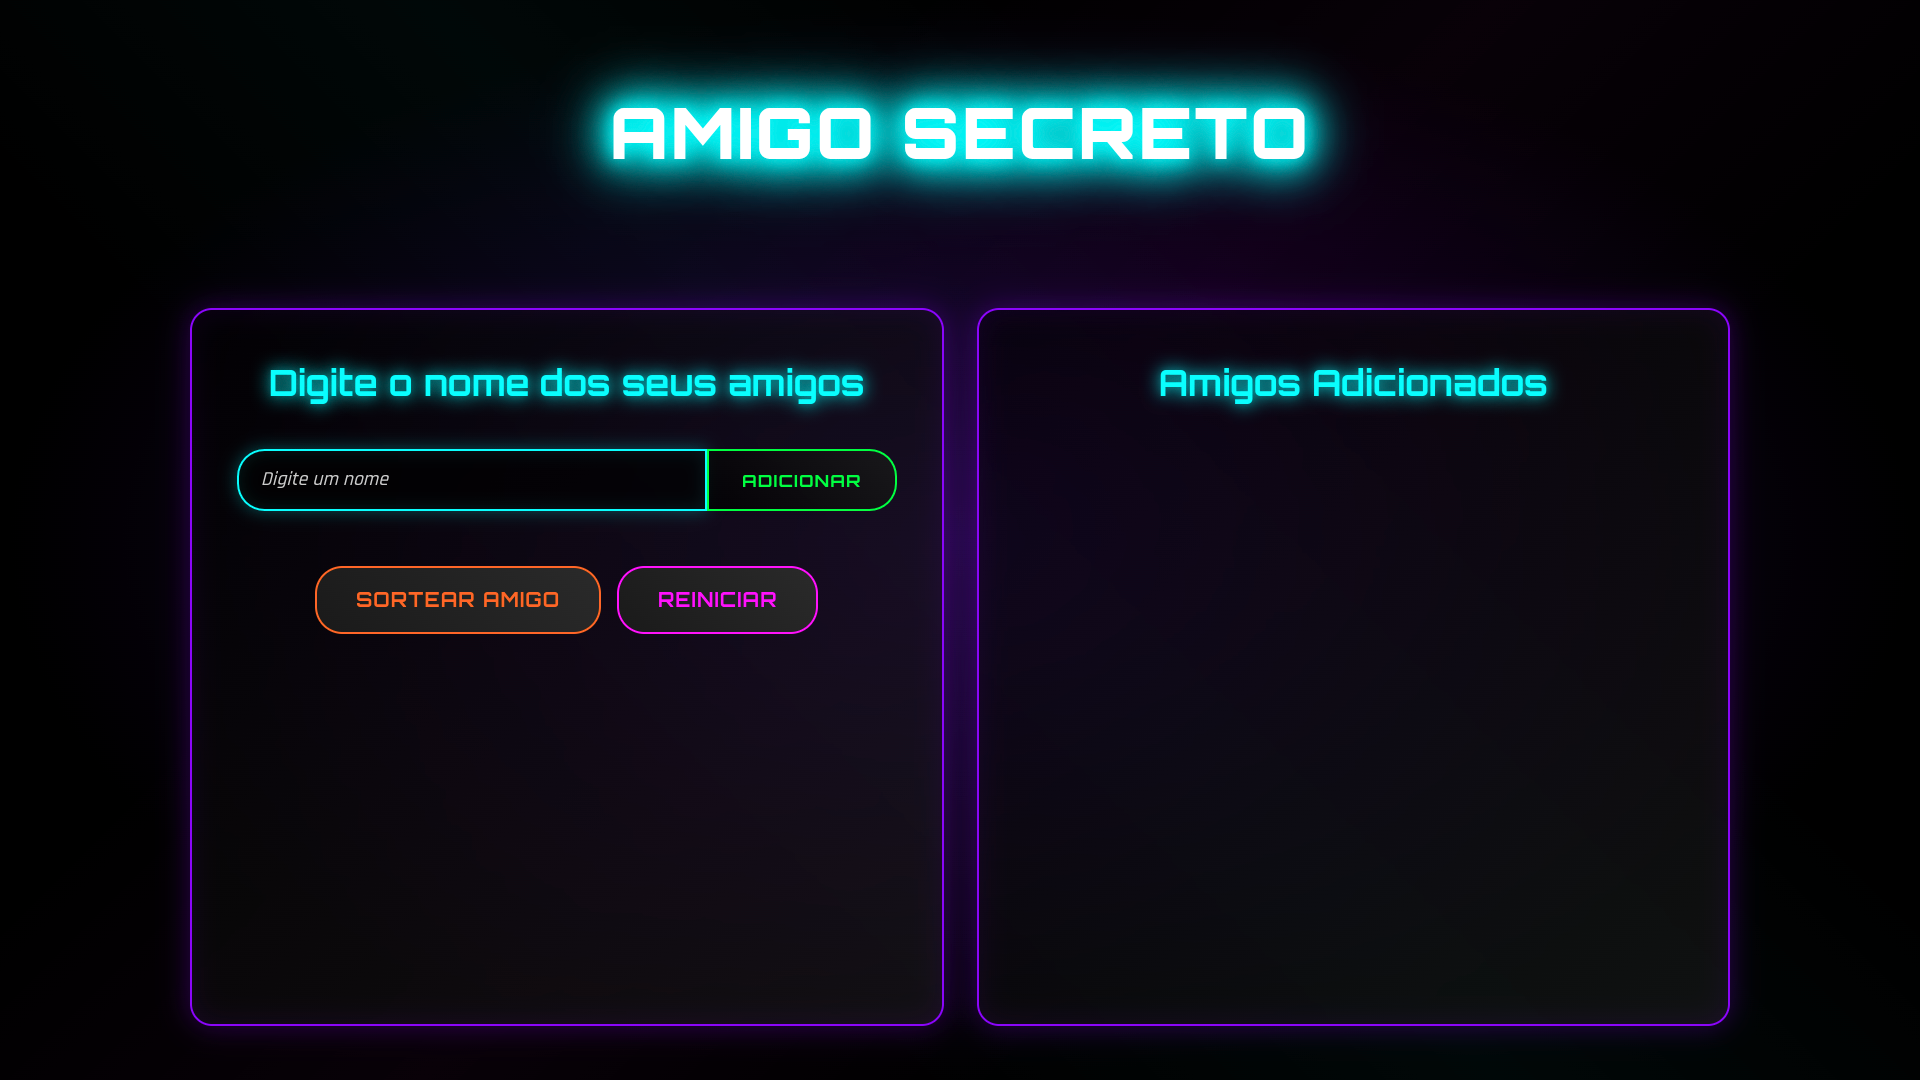 AMIGO SECRETO
Digite o nome dos seus amigos
Digite um nome
ADICIONAR
SORTEAR AMIGO
REINICIAR
Amigos Adicionados